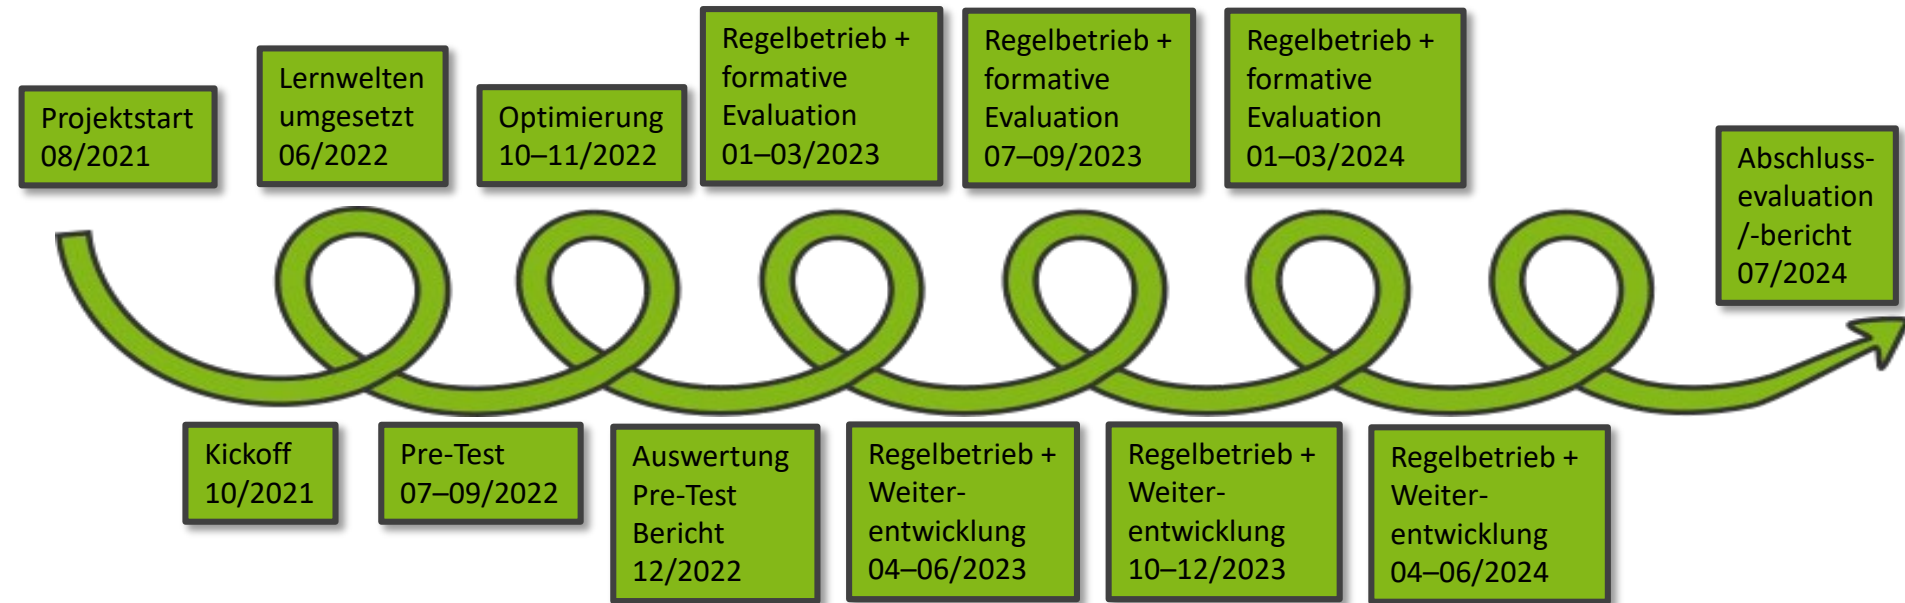 Projektstart
08/2021
Lernwelten
umgesetzt
06/2022
Optimierung
10–11/2022
Regelbetrieb +
formative
Evaluation
01–03/2023
Regelbetrieb +
formative
Evaluation
07–09/2023
Regelbetrieb +
formative
Evaluation
01–03/2024
Abschluss-
evaluation
/-bericht
07/2024
Kickoff
10/2021
Pre-Test
07–09/2022
Auswertung
Pre-Test
Bericht
12/2022
Regelbetrieb +
Weiter-
entwicklung
04–06/2023
Regelbetrieb +
Weiter-
entwicklung
10–12/2023
Regelbetrieb +
Weiter-
entwicklung
04–06/2024